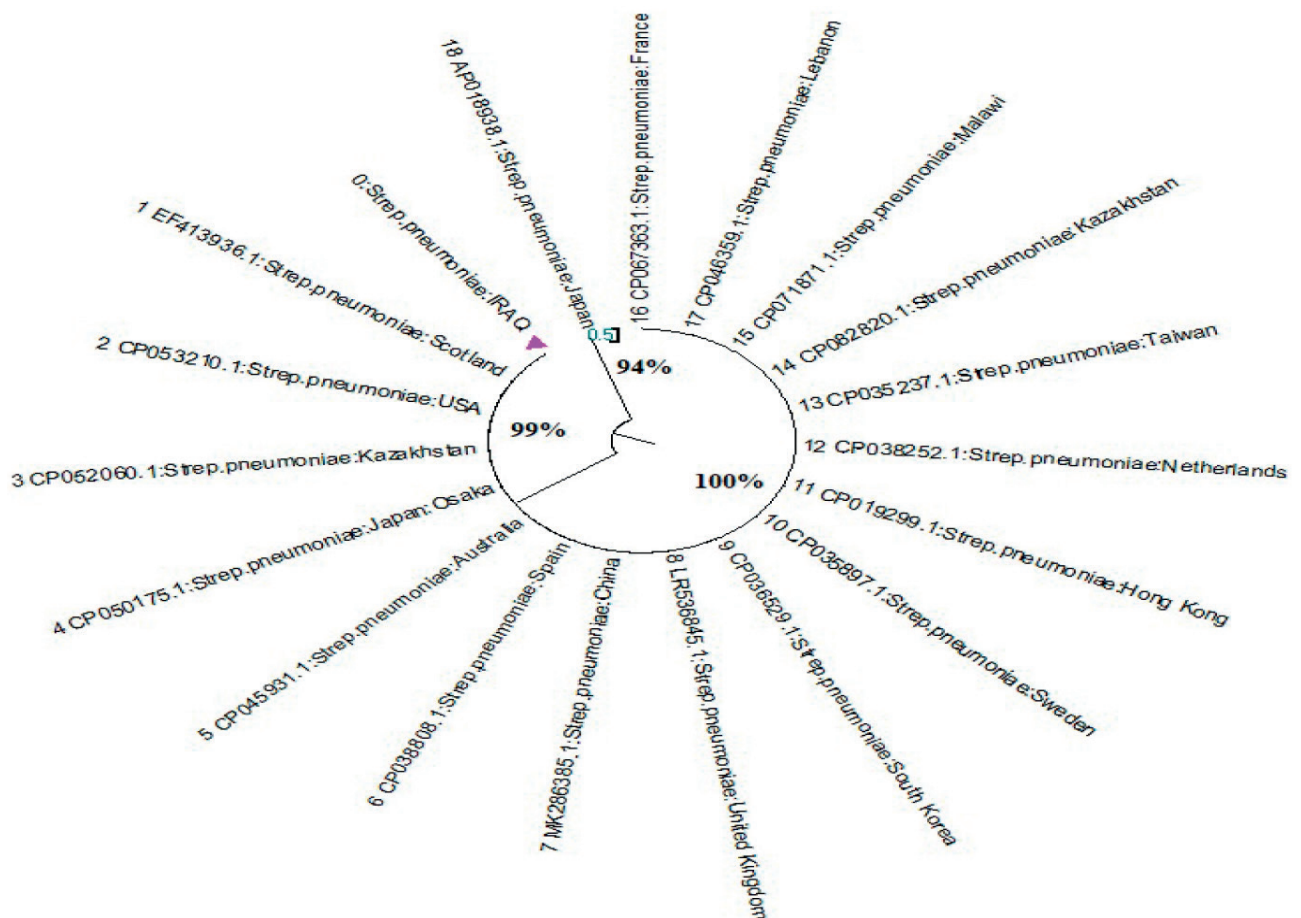 0:Strep.pneumoniae:IRAQ
1 EF413936.1:Strep.pneumoniae:Scotland
2 CP053210.1:Strep.pneumoniae:USA
3 CP052060.1:Strep.pneumoniae:Kazakhstan
4 CP050175.1:Strep.pneumoniae:Japan:Osaka
5 CP045931.1:Strep.pneumoniae:Australia
6 CP038808.1:Strep.pneumoniae:Spain
7 MK286385.1:Strep.pneumoniae:China
8 LR536845.1:Strep.pneumoniae:United Kingdom
9 CP036529.1:Strep.pneumoniae:South Korea
10 CP035897.1:Strep.pneumoniae:Sweden
11 CP019299.1:Strep.pneumoniae:Hong Kong
12 CP038252.1:Strep.pneumoniae:Netherlands
13 CP035237.1:Strep.pneumoniae:Taiwan
14 CP082820.1:Strep.pneumoniae:Kazakhstan
15 CP071871.1:Strep.pneumoniae:Malawi
17 CP046359.1:Strep.pneumoniae:Lebanon
16 CP067363.1:Strep.pneumoniae:France
18 AP018938.1:Strep.pneumoniae:Japan
0.5
94%
99%
100%